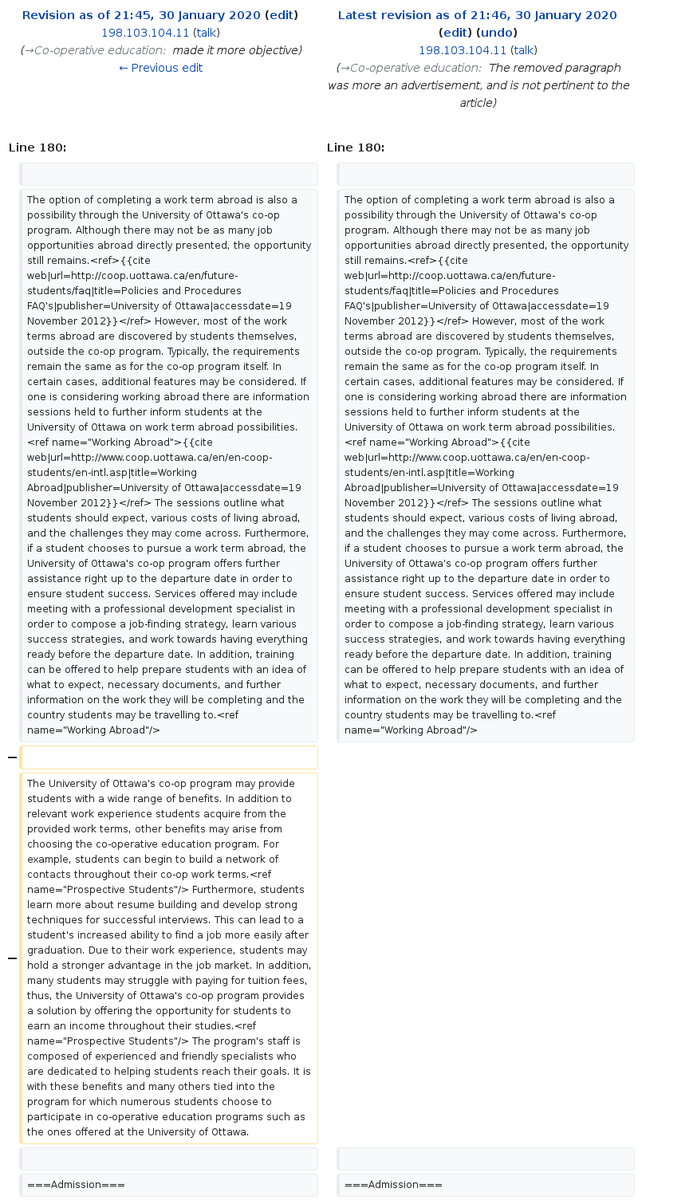 Revision as of 21:45, 30 January 2020 (edit)
198.103.104.11 (talk)
(→Co-operative education: made it more objective)
← Previous edit
Latest revision as of 21:46, 30 January 2020
(edit) (undo)
198.103.104.11 (talk)
(→Co-operative education: The removed paragraph
was more an advertisement, and is not pertinent to the
article)
Line 180:
Line 180:
The option of completing a work term abroad is also a
possibility through the University of Ottawa's co-op
program. Although there may not be as many job
opportunities abroad directly presented, the opportunity
still remains.<ref>{{cite
web|url=http://coop.uottawa.ca/en/future-
students/faq|title=Policies and Procedures
FAQ's|publisher=University of Ottawa|accessdate=19
November 2012}}</ref> However, most of the work
terms abroad are discovered by students themselves,
outside the co-op program. Typically, the requirements
remain the same as for the co-op program itself. In
certain cases, additional features may be considered. If
one is considering working abroad there are information
sessions held to further inform students at the
University of Ottawa on work term abroad possibilities.
<ref name="Working Abroad">{{cite
web|url=http://www.coop.uottawa.ca/en/en-coop-
students/en-intl.asp|title=Working
Abroad|publisher=University of Ottawa|accessdate=19
November 2012}}</ref> The sessions outline what
students should expect, various costs of living abroad,
and the challenges they may come across. Furthermore,
if a student chooses to pursue a work term abroad, the
University of Ottawa's co-op program offers further
assistance right up to the departure date in order to
ensure student success. Services offered may include
meeting with a professional development specialist in
order to compose a job-finding strategy, learn various
success strategies, and work towards having everything
ready before the departure date. In addition, training
can be offered to help prepare students with an idea of
what to expect, necessary documents, and further
information on the work they will be completing and the
country students may be travelling to.<ref
name="Working Abroad"/>
The option of completing a work term abroad is also a
possibility through the University of Ottawa's co-op
program. Although there may not be as many job
opportunities abroad directly presented, the opportunity
still remains.<ref>{{cite
web|url=http://coop.uottawa.ca/en/future-
students/faq|title=Policies and Procedures
FAQ's|publisher=University of Ottawa|accessdate=19
November 2012}}</ref> However, most of the work
terms abroad are discovered by students themselves,
outside the co-op program. Typically, the requirements
remain the same as for the co-op program itself. In
certain cases, additional features may be considered. If
one is considering working abroad there are information
sessions held to further inform students at the
University of Ottawa on work term abroad possibilities.
<ref name="Working Abroad">{{cite
web|url=http://www.coop.uottawa.ca/en/en-coop-
students/en-intl.asp|title=Working
Abroad|publisher=University of Ottawa|accessdate=19
November 2012}}</ref> The sessions outline what
students should expect, various costs of living abroad,
and the challenges they may come across. Furthermore,
if a student chooses to pursue a work term abroad, the
University of Ottawa's co-op program offers further
assistance right up to the departure date in order to
ensure student success. Services offered may include
meeting with a professional development specialist in
order to compose a job-finding strategy, learn various
success strategies, and work towards having everything
ready before the departure date. In addition, training
can be offered to help prepare students with an idea of
what to expect, necessary documents, and further
information on the work they will be completing and the
country students may be travelling to.<ref
name="Working Abroad"/>
−
−
The University of Ottawa's co-op program may provide
students with a wide range of benefits. In addition to
relevant work experience students acquire from the
provided work terms, other benefits may arise from
choosing the co-operative education program. For
example, students can begin to build a network of
contacts throughout their co-op work terms.<ref
name="Prospective Students"/> Furthermore, students
learn more about resume building and develop strong
techniques for successful interviews. This can lead to a
student's increased ability to find a job more easily after
graduation. Due to their work experience, students may
hold a stronger advantage in the job market. In addition,
many students may struggle with paying for tuition fees,
thus, the University of Ottawa's co-op program provides
a solution by offering the opportunity for students to
earn an income throughout their studies.<ref
name="Prospective Students"/> The program's staff is
composed of experienced and friendly specialists who
are dedicated to helping students reach their goals. It is
with these benefits and many others tied into the
program for which numerous students choose to
participate in co-operative education programs such as
the ones offered at the University of Ottawa.
===Admission===
===Admission===